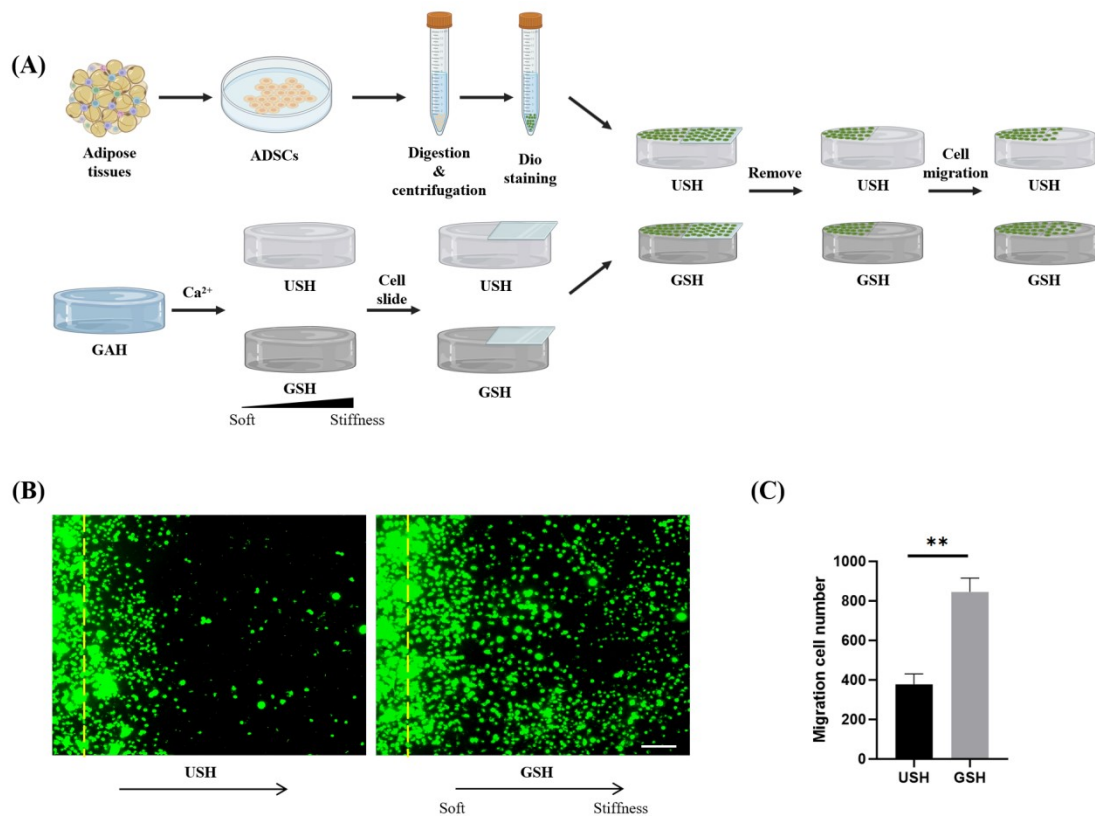 (A)
Adipose
tissues
ADSCs
Digestion
&
centrifugation
Dio
staining
USH
Remove
USH
Cell
migration
USH
GSH
GSH
GSH
GAH
Ca²⁺
USH
Cell
slide
USH
GSH
GSH
Soft
Stiffness
(B)
USH
GSH
Soft
Stiffness
(C)
**
Migration cell number
1000
800
600
400
200
0
USH
GSH